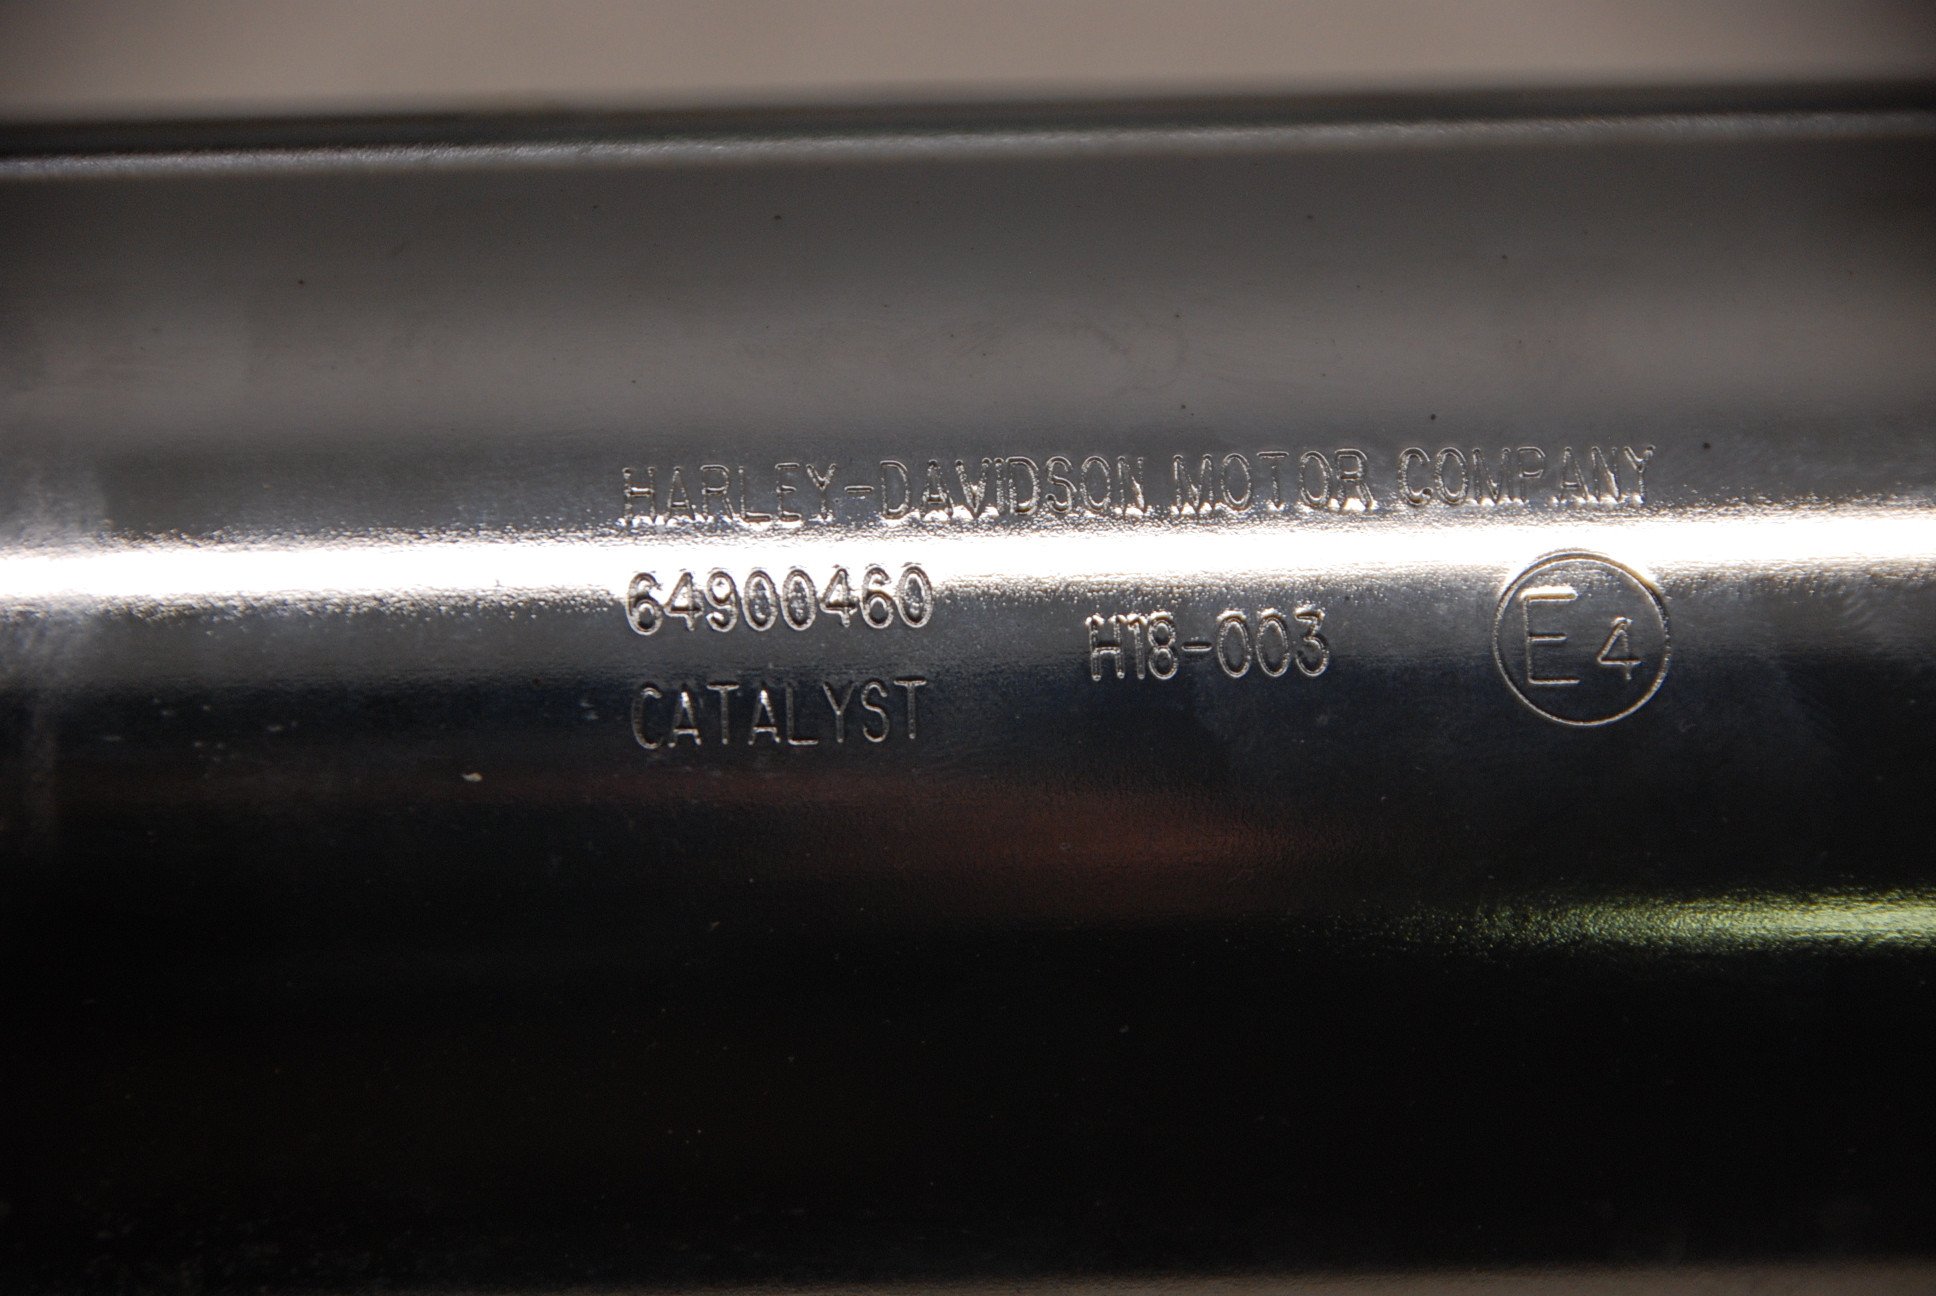 HARLEY-DAVIDSON MOTOR COMPANY
64900460
H18-003
E4
CATALYST